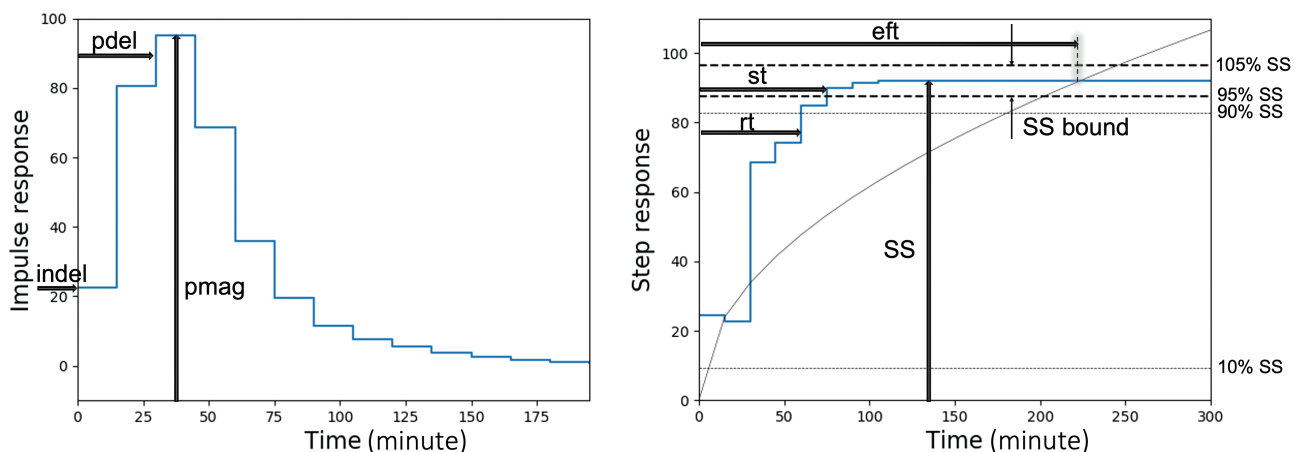 100
80
60
40
20
0
Impulse response
pdel
indel
pmag
0
25
50
75
100
125
150
175
Time (minute)
100
80
60
40
20
0
Step response
eft
st
rt
SS bound
SS
105% SS
95% SS
90% SS
10% SS
0
50
100
150
200
250
300
Time (minute)